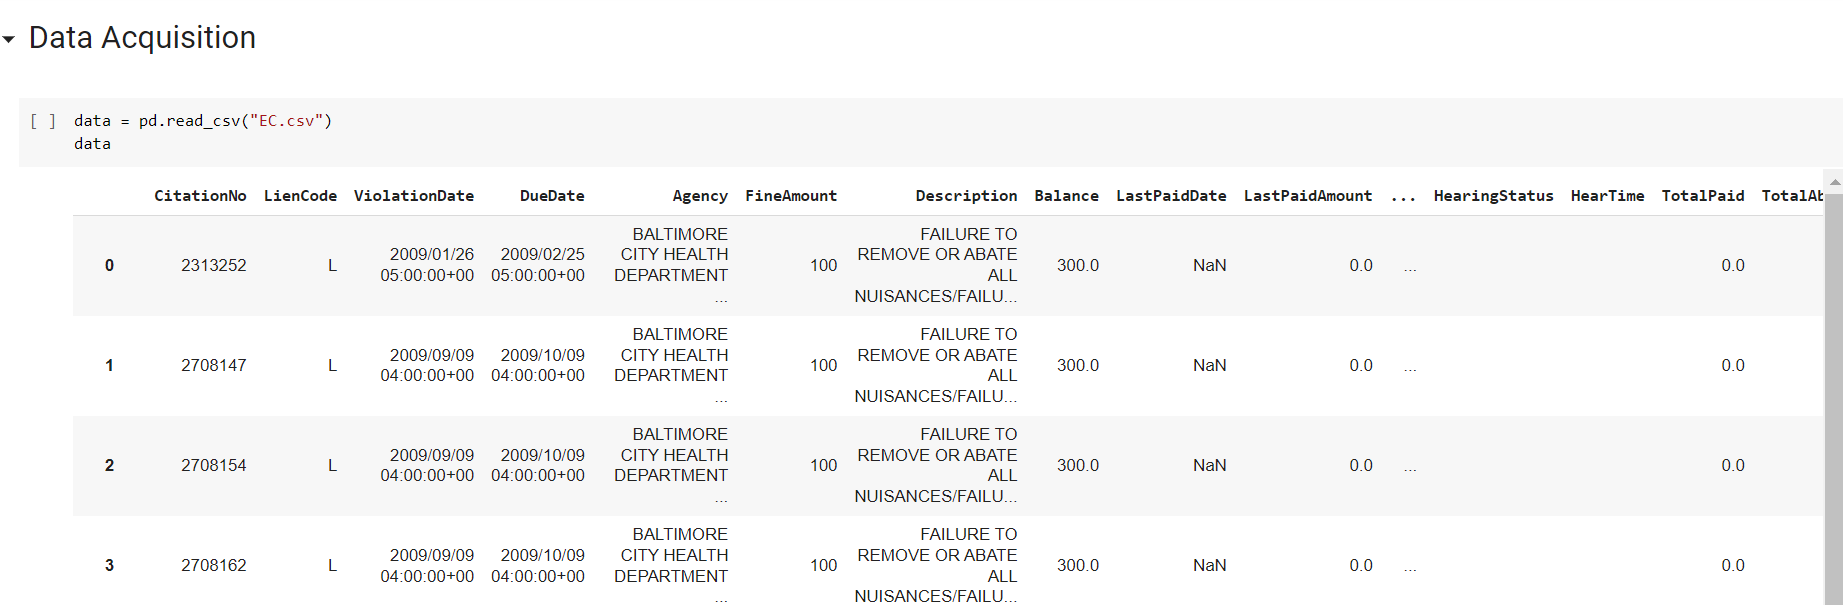 Data Acquisition
[ ] data = pd.read_csv("EC.csv")
data
CitationNo LienCode ViolationDate DueDate Agency FineAmount Description Balance LastPaidDate LastPaidAmount ... HearingStatus HearTime TotalPaid TotalAb
0 2313252 L 2009/01/26 05:00:00+00 2009/02/25 05:00:00+00 BALTIMORE CITY HEALTH DEPARTMENT ... 100 FAILURE TO REMOVE OR ABATE ALL NUISANCES/FAILU... 300.0 NaN 0.0 ... 0.0
1 2708147 L 2009/09/09 04:00:00+00 2009/10/09 04:00:00+00 BALTIMORE CITY HEALTH DEPARTMENT ... 100 FAILURE TO REMOVE OR ABATE ALL NUISANCES/FAILU... 300.0 NaN 0.0 ... 0.0
2 2708154 L 2009/09/09 04:00:00+00 2009/10/09 04:00:00+00 BALTIMORE CITY HEALTH DEPARTMENT ... 100 FAILURE TO REMOVE OR ABATE ALL NUISANCES/FAILU... 300.0 NaN 0.0 ... 0.0
3 2708162 L 2009/09/09 04:00:00+00 2009/10/09 04:00:00+00 BALTIMORE CITY HEALTH DEPARTMENT ... 100 FAILURE TO REMOVE OR ABATE ALL NUISANCES/FAILU... 300.0 NaN 0.0 ... 0.0